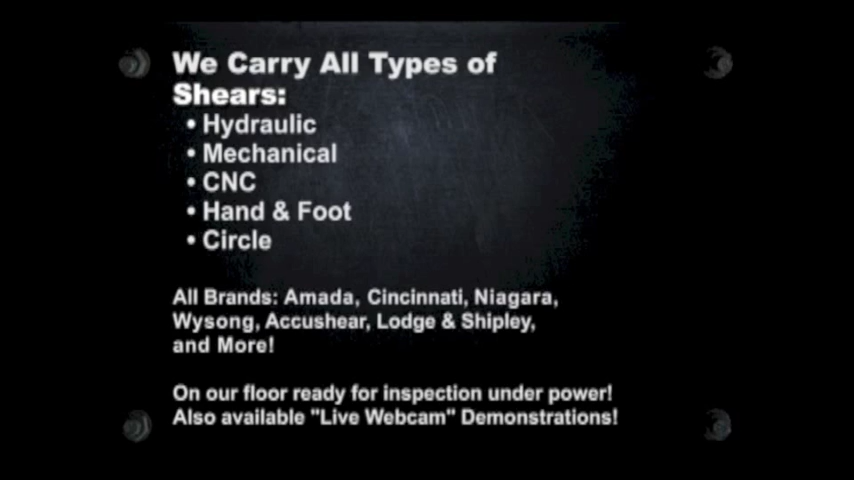 We Carry All Types of
Shears:
• Hydraulic
• Mechanical
• CNC
• Hand & Foot
• Circle
All Brands: Amada, Cincinnati, Niagara,
Wysong, Accushear, Lodge & Shipley,
and More!
On our floor ready for inspection under power!
Also available "Live Webcam" Demonstrations!